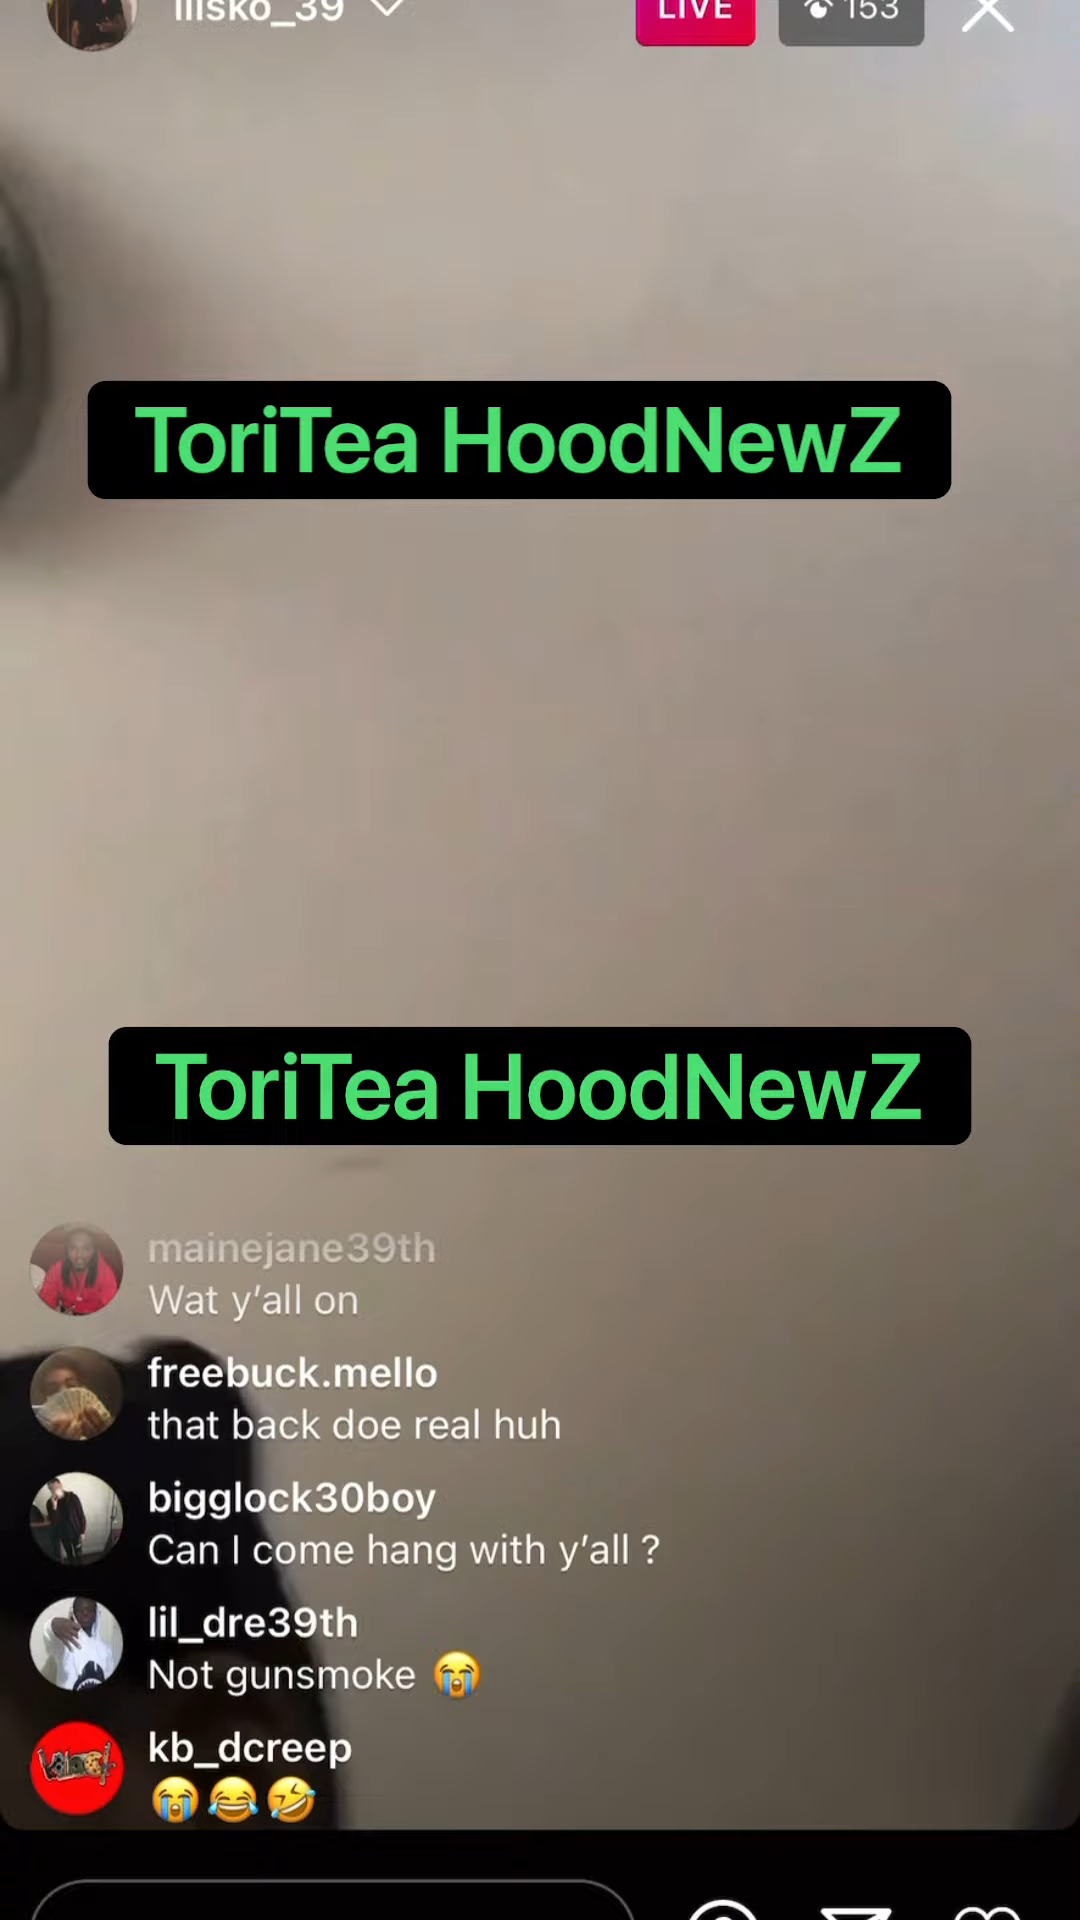 lilsko_39
LIVE
153
ToriTea HoodNewZ
ToriTea HoodNewZ
mainejane39th
Wat y’all on
freebuck.mello
that back doe real huh
bigglock30boy
Can I come hang with y’all ?
lil_dre39th
Not gunsmoke 😭
kb_dcreep
😭😂🤣